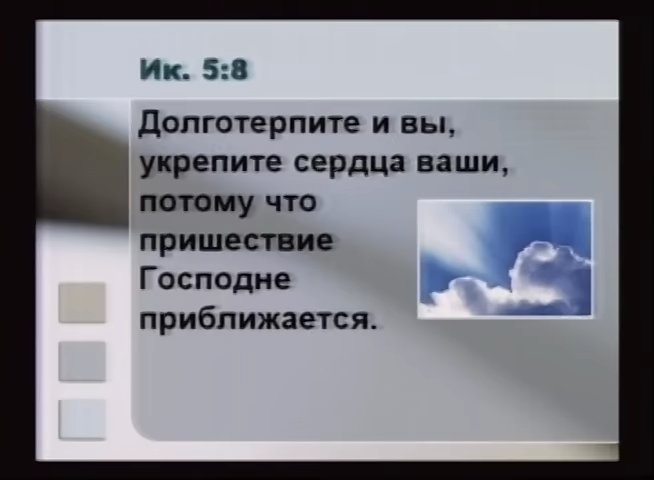 Ик. 5:8
Долготерпите и вы,
укрепите сердца ваши,
потому что
пришествие
Господне
приближается.